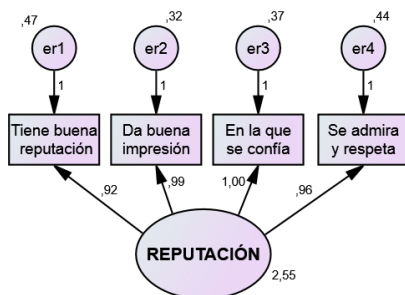 ,47
,32
,37
,44
er1
er2
er3
er4
1
1
1
1
Tiene buena
reputación
Da buena
impresión
En la que
se confía
Se admira
y respeta
,92
,99
1,00
,96
REPUTACIÓN
2,55